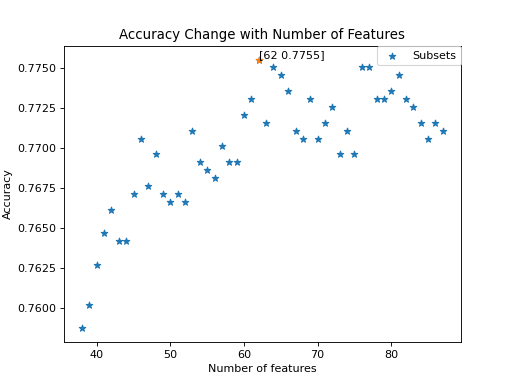 Accuracy Change with Number of Features
[62 0.7755]
Subsets
0.7750
0.7725
0.7700
0.7675
0.7650
0.7625
0.7600
Accuracy
40 50 60 70 80
Number of features